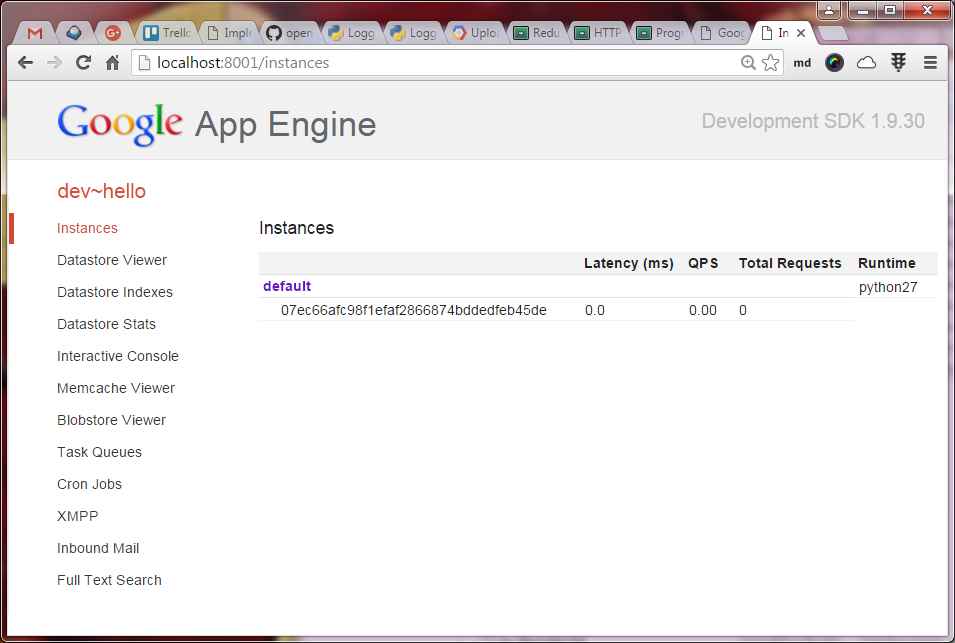 Trello
Imple
open
Logg
Logg
Uploa
Redu
HTTP
Progr
Goog
In
localhost:8001/instances
md
Google App Engine
Development SDK 1.9.30
dev~hello
Instances
Datastore Viewer
Datastore Indexes
Datastore Stats
Interactive Console
Memcache Viewer
Blobstore Viewer
Task Queues
Cron Jobs
XMPP
Inbound Mail
Full Text Search
Instances
Latency (ms) QPS Total Requests Runtime
default python27
07ec66afc98f1efaf2866874bddedfeb45de 0.0 0.00 0